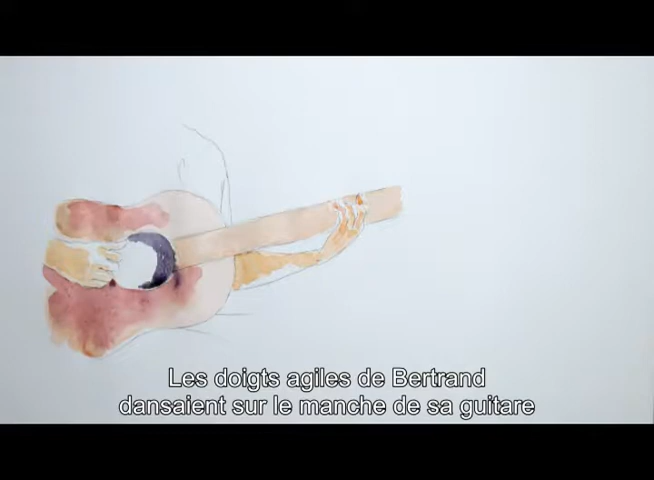 Les doigts agiles de Bertrand
dansaient sur le manche de sa guitare